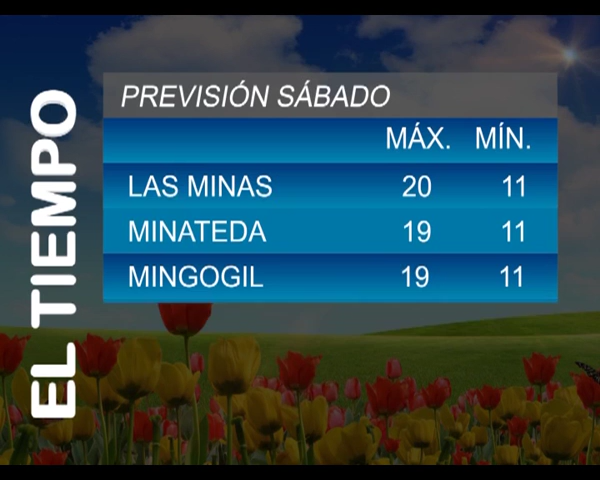 EL TIEMPO
PREVISIÓN SÁBADO
MÁX. MÍN.
LAS MINAS 20 11
MINATEDA 19 11
MINGOGIL 19 11